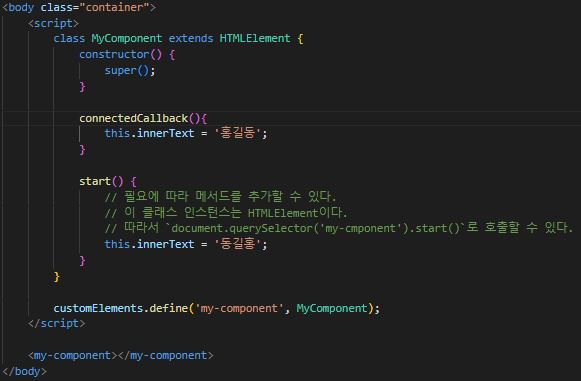 <body class="container">
<script>
class MyComponent extends HTMLElement {
constructor() {
super();
}
connectedCallback(){
this.innerText = '홍길동';
}
start() {
// 필요에 따라 메서드를 추가할 수 있다.
// 이 클래스 인스턴스는 HTMLElement이다.
// 따라서 `document.querySelector('my-cmponent').start()`로 호출할 수 있다.
this.innerText = '동길홍';
}
}
customElements.define('my-component', MyComponent);
</script>
<my-component></my-component>
</body>